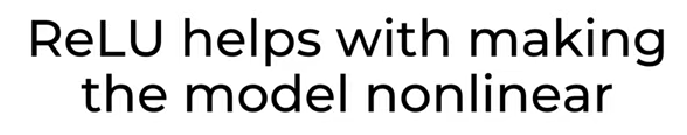 ReLU helps with making
the model nonlinear